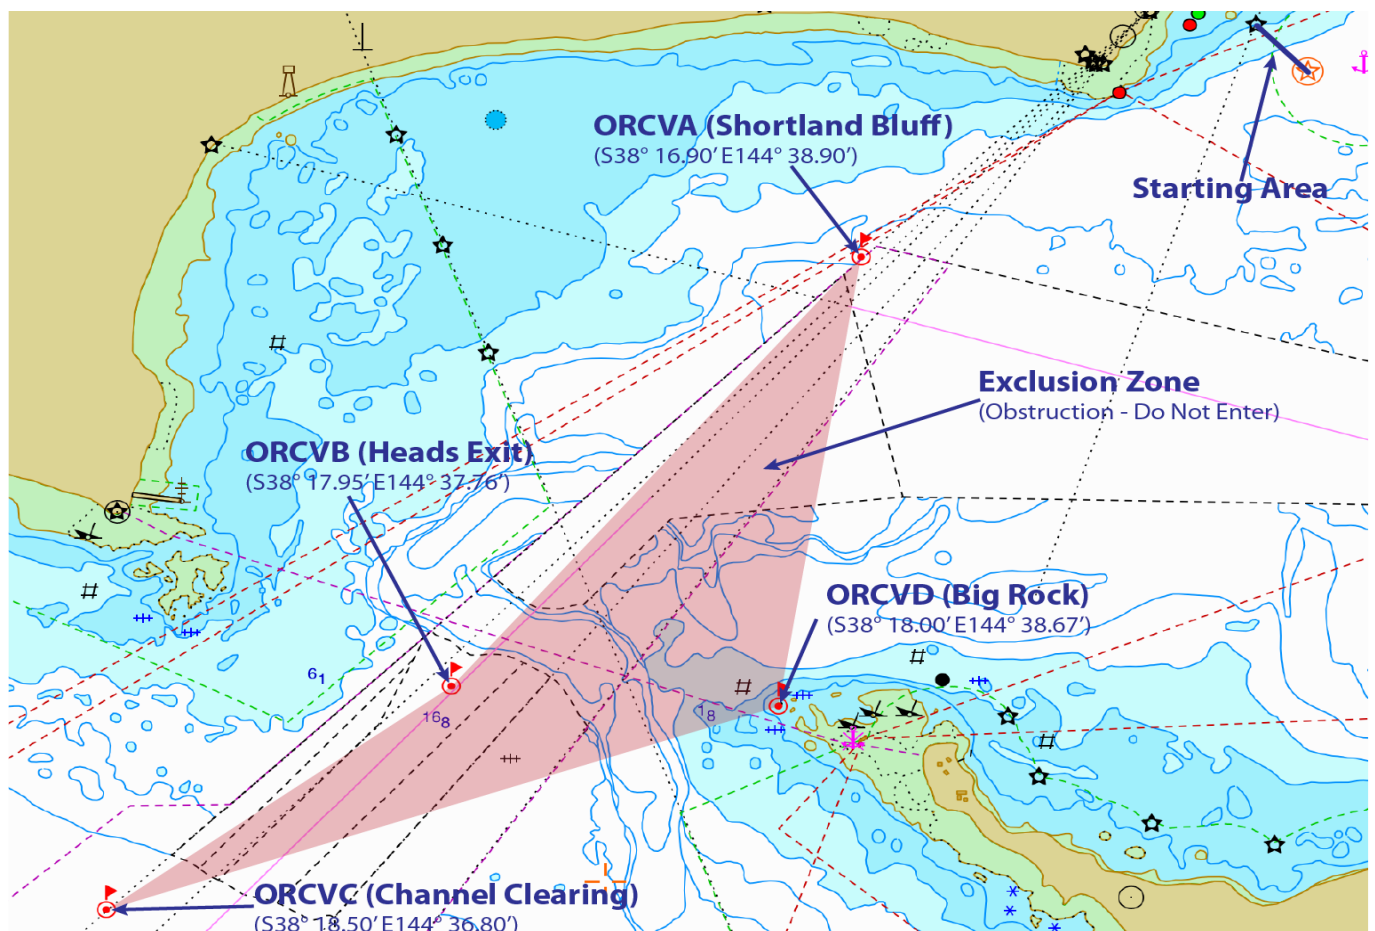 ORCVA (Shortland Bluff)
(S38° 16.90’ E144° 38.90’)
Starting Area
Exclusion Zone
(Obstruction - Do Not Enter)
ORCVB (Heads Exit)
(S38° 17.95’ E144° 37.76’)
ORCVD (Big Rock)
(S38° 18.00’ E144° 38.67’)
6₁
16₈
1₈
ORCVC (Channel Clearing)
(S38° 18.50’ E144° 36.80’)